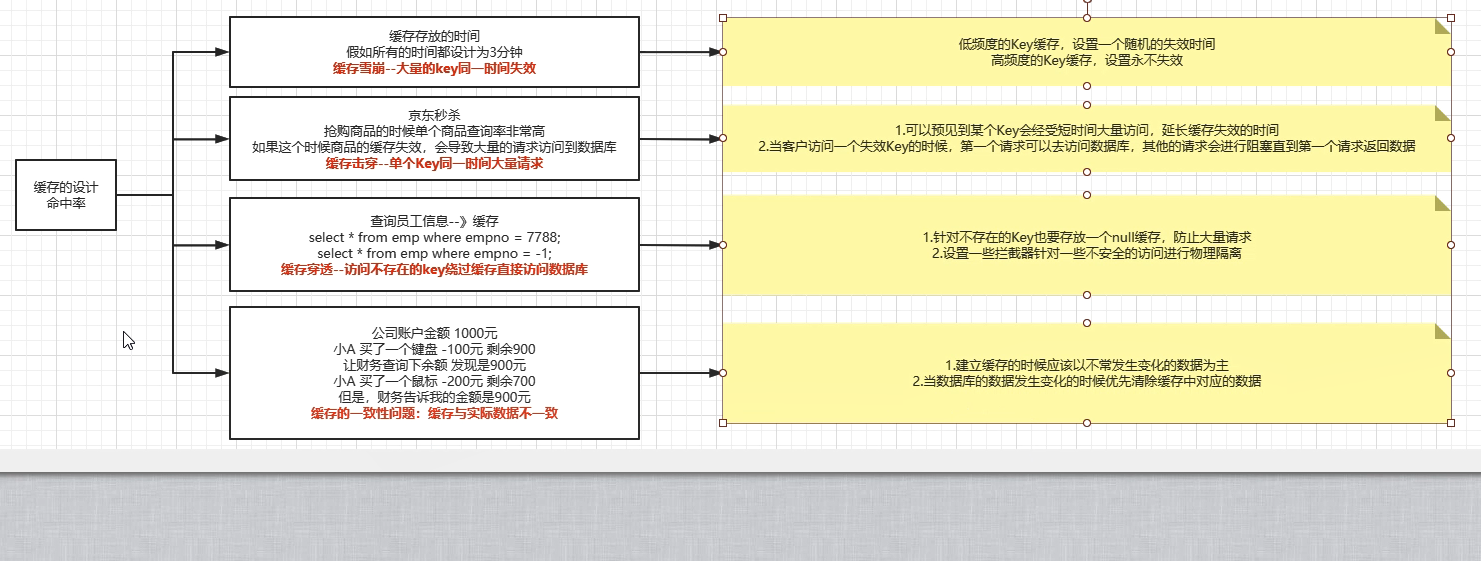 缓存的设计
命中率
缓存存放的时间
假如所有的时间都设计为3分钟
缓存雪崩--大量的key同一时间失效
低频度的Key缓存，设置一个随机的失效时间
高频度的Key缓存，设置永不失效
京东秒杀
抢购商品的时候单个商品查询率非常高
如果这个时候商品的缓存失效，会导致大量的请求访问到数据库
缓存击穿--单个Key同一时间大量请求
1.可以预见到某个Key会经受短时间大量访问，延长缓存失效的时间
2.当客户访问一个失效Key的时候，第一个请求可以去访问数据库，其他的请求会进行阻塞直到第一个请求返回数据
查询员工信息--》缓存
select * from emp where empno = 7788;
select * from emp where empno = -1;
缓存穿透--访问不存在的key绕过缓存直接访问数据库
1.针对不存在的Key也要存放一个null缓存，防止大量请求
2.设置一些拦截器针对一些不安全的访问进行物理隔离
公司账户金额 1000元
小A 买了一个键盘 -100元 剩余900
让财务查询下余额 发现是900元
小A 买了一个鼠标 -200元 剩余700
但是，财务告诉我的金额是900元
缓存的一致性问题：缓存与实际数据不一致
1.建立缓存的时候应该以不常发生变化的数据为主
2.当数据库的数据发生变化的时候优先清除缓存中对应的数据